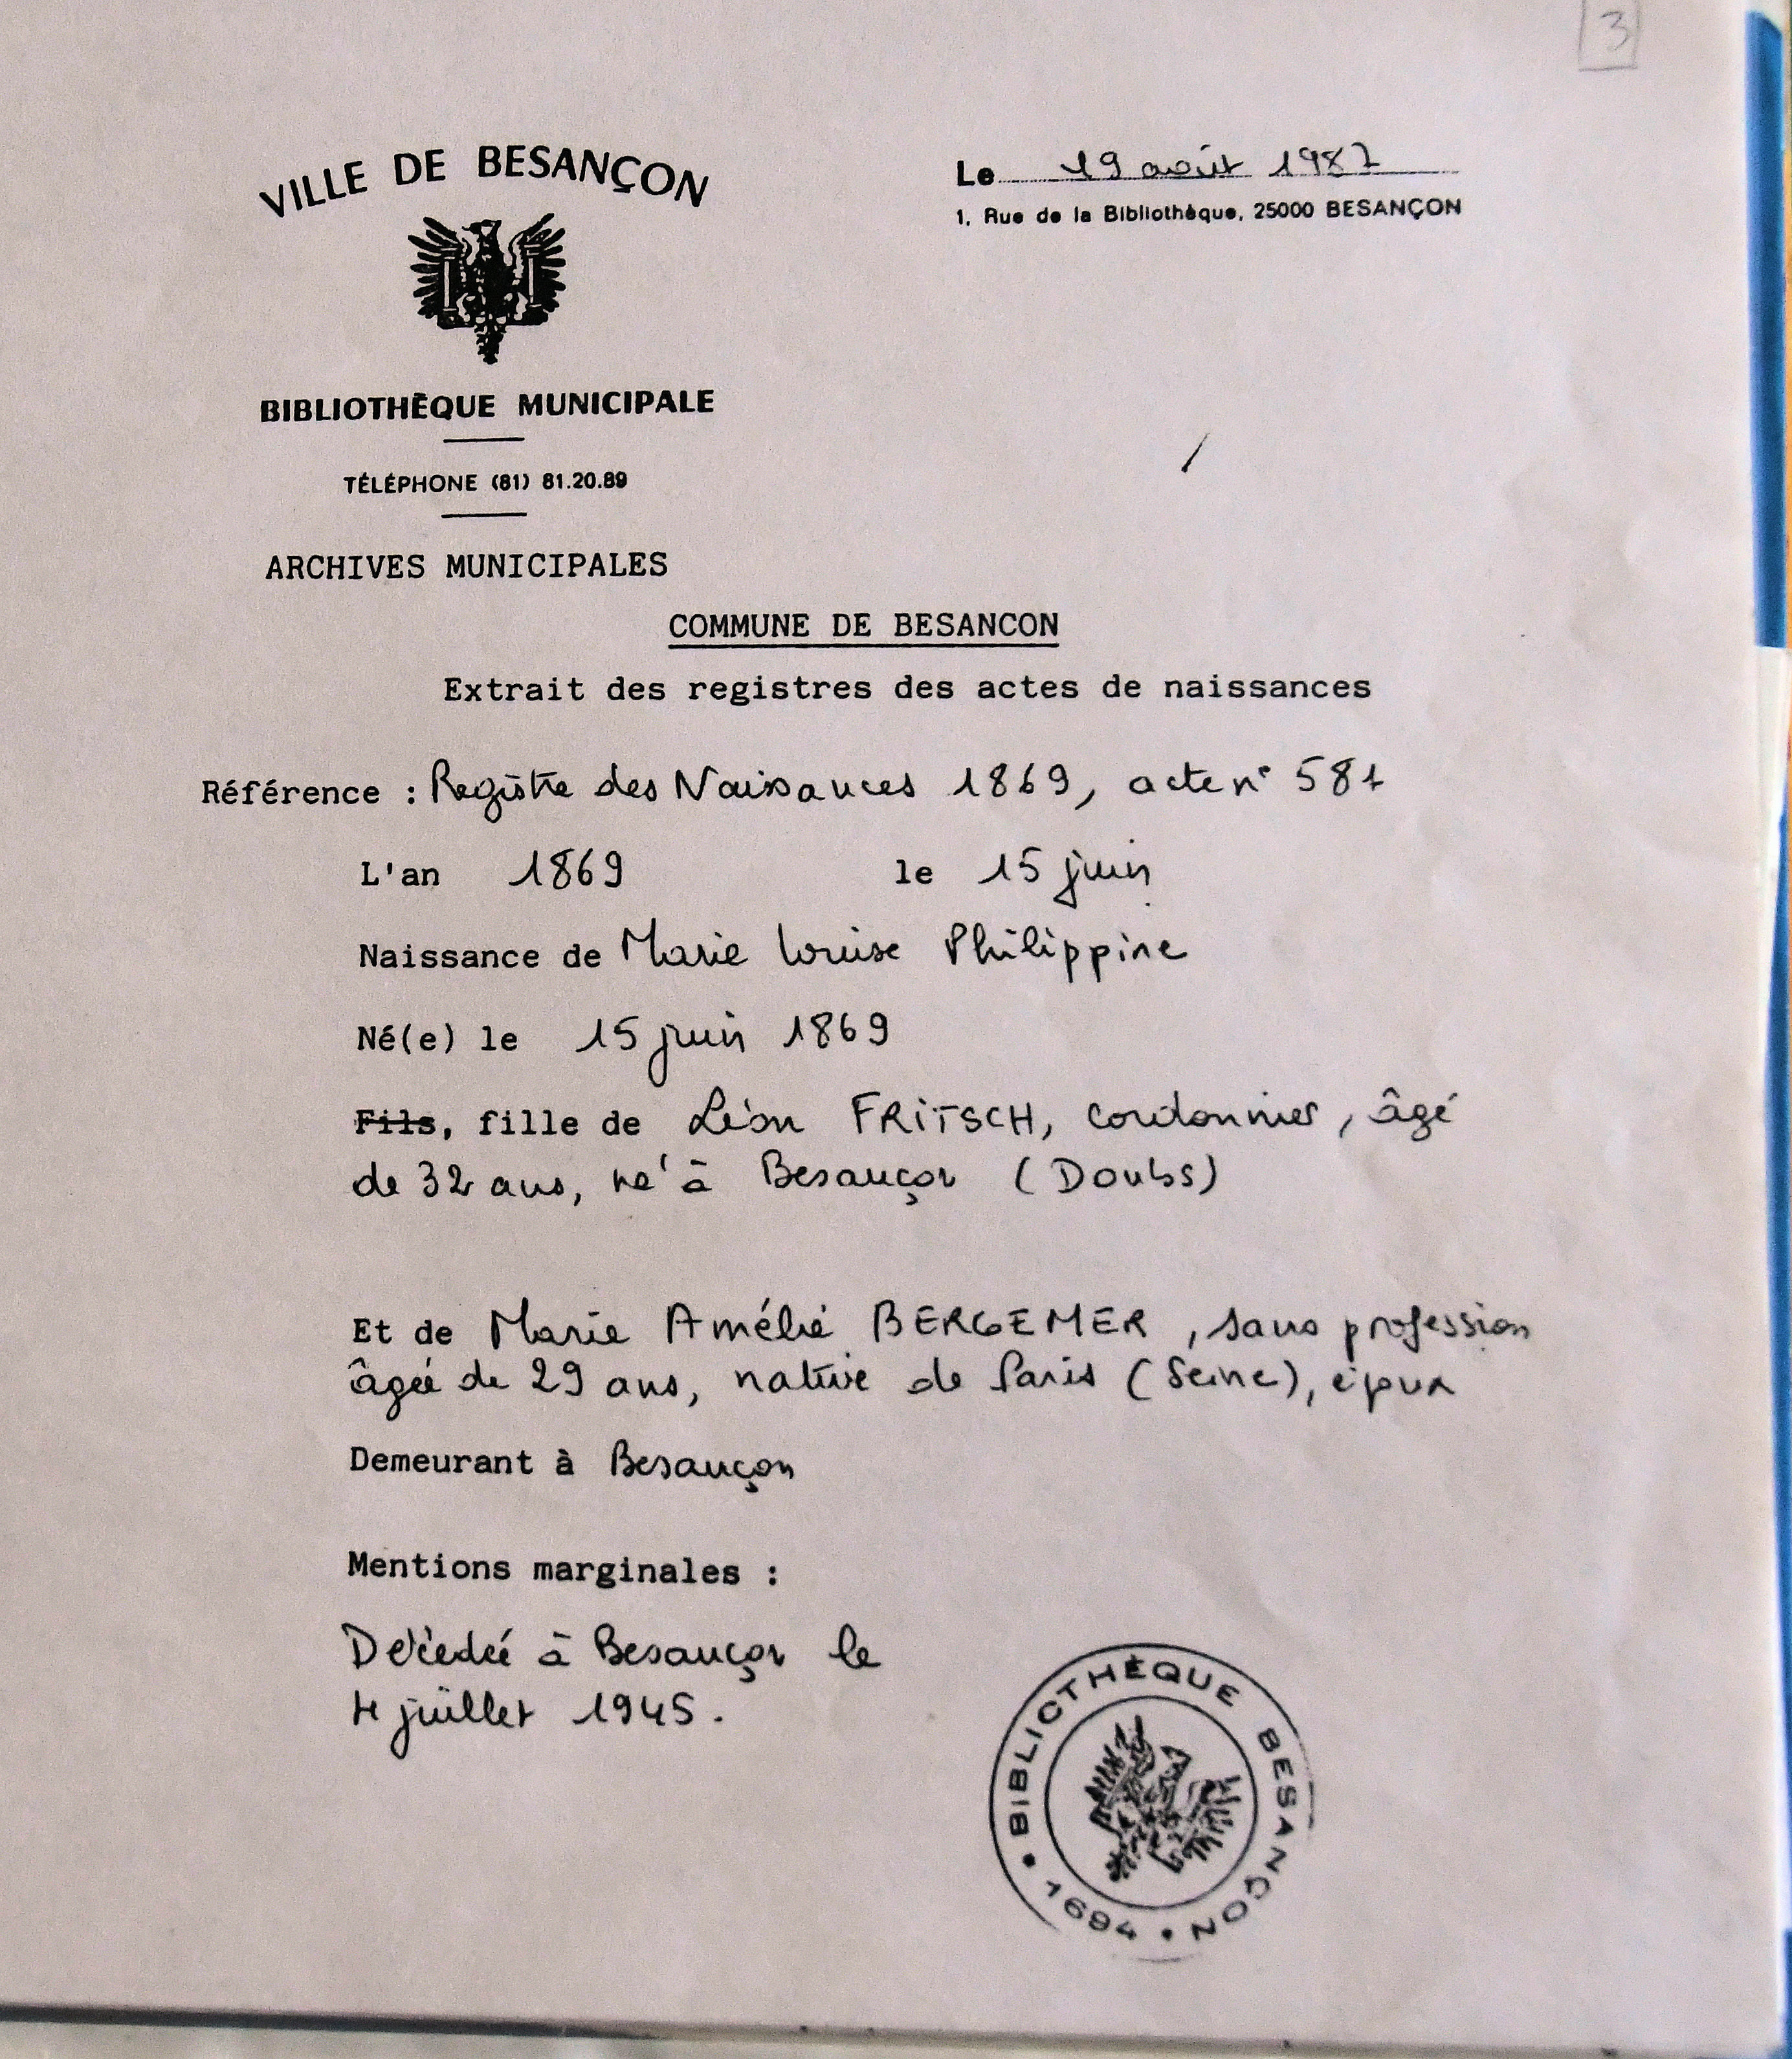 3
VILLE DE BESANÇON
Le 19 août 1987
1, Rue de la Bibliothèque, 25000 BESANÇON
BIBLIOTHÈQUE MUNICIPALE
TÉLÉPHONE (81) 81.20.89
ARCHIVES MUNICIPALES
COMMUNE DE BESANCON
Extrait des registres des actes de naissances
Référence : Registre des Naissances 1869, acte n° 581
L'an 1869 le 15 juin
Naissance de Marie Louise Philippine
Né(e) le 15 juin 1869
Fils, fille de Léon FRITSCH, cordonnier, âgé
de 32 ans, né à Besançon (Doubs)
Et de Marie Amélie BERGEMER, sans profession
âgée de 29 ans, native de Paris (Seine), époux
Demeurant à Besançon
Mentions marginales :
Décédée à Besançon le
4 juillet 1945.
BIBLIOTHÈQUE BESANÇON • 1694 •